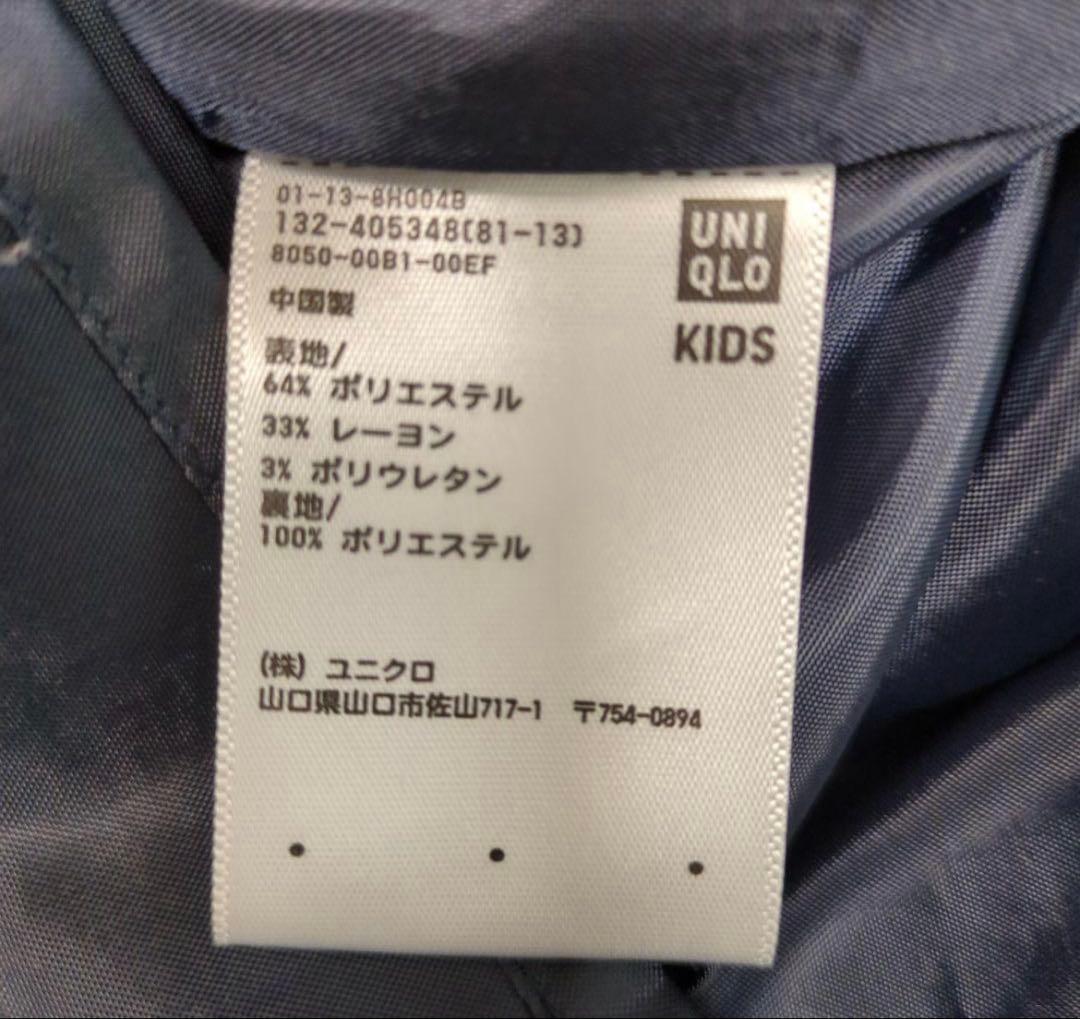 01-13-8H004B
132-405348(81-13)
8050-00B1-00EF
中国製
表地/
64% ポリエステル
33% レーヨン
3% ポリウレタン
裏地/
100% ポリエステル
UNI
QLO
KIDS
(株) ユニクロ
山口県山口市佐山717-1 〒754-0894